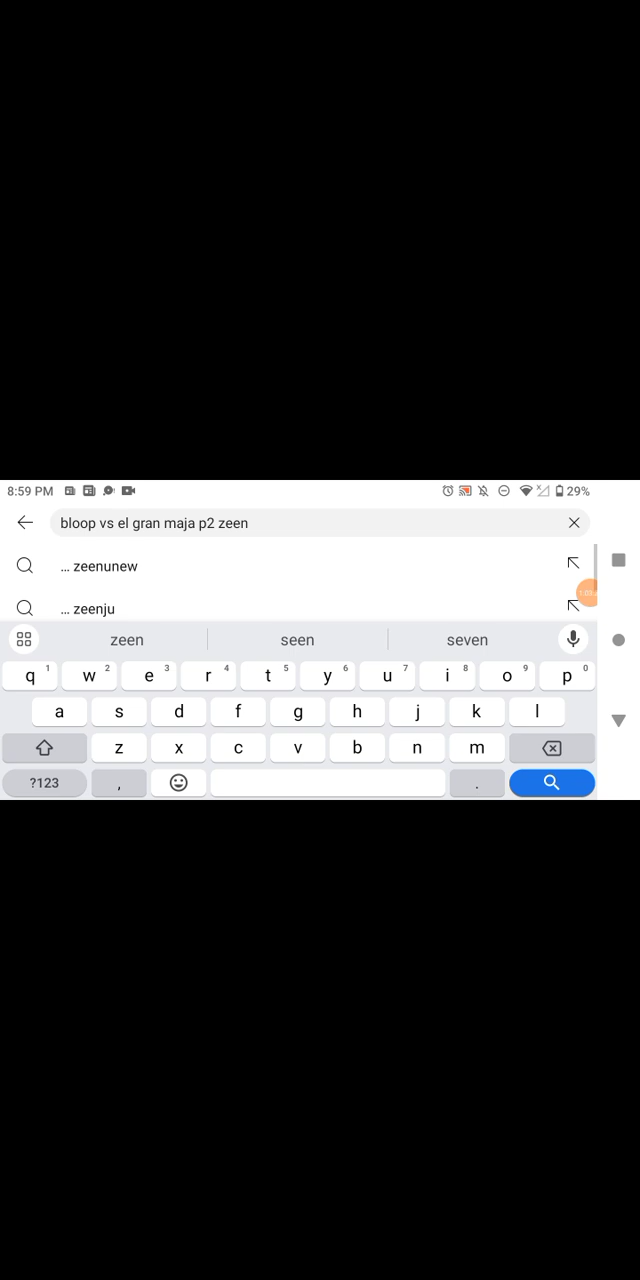 8:59 PM 29%
bloop vs el gran maja p2 zeen
... zeenunew
... zeenju
zeen seen seven
q 1 w 2 e 3 r 4 t 5 y 6 u 7 i 8 o 9 p 0
a s d f g h j k l
z x c v b n m
?123 , .